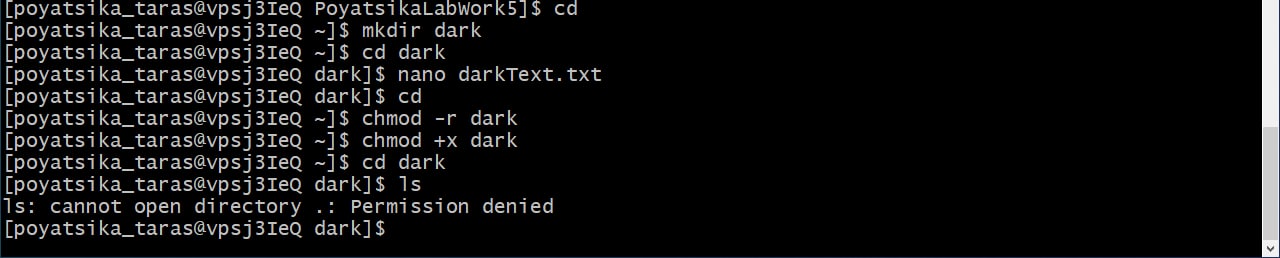 [poyatsika_taras@vpsj3IeQ PoyatsikaLabWork5]$ cd
[poyatsika_taras@vpsj3IeQ ~]$ mkdir dark
[poyatsika_taras@vpsj3IeQ ~]$ cd dark
[poyatsika_taras@vpsj3IeQ dark]$ nano darkText.txt
[poyatsika_taras@vpsj3IeQ dark]$ cd
[poyatsika_taras@vpsj3IeQ ~]$ chmod -r dark
[poyatsika_taras@vpsj3IeQ ~]$ chmod +x dark
[poyatsika_taras@vpsj3IeQ ~]$ cd dark
[poyatsika_taras@vpsj3IeQ dark]$ ls
ls: cannot open directory .: Permission denied
[poyatsika_taras@vpsj3IeQ dark]$